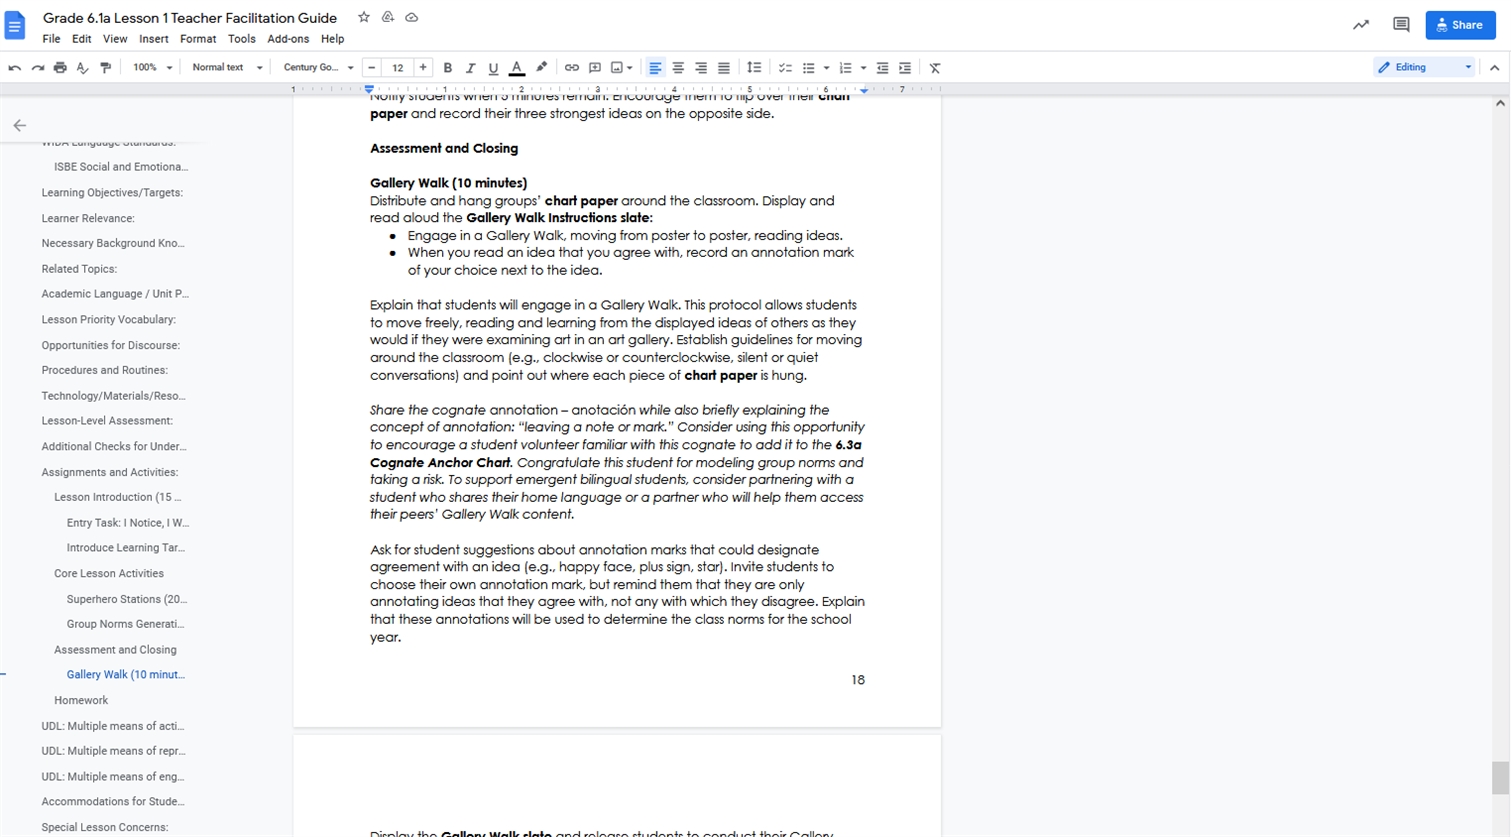 Grade 6.1a Lesson 1 Teacher Facilitation Guide
File Edit View Insert Format Tools Add-ons Help
Share
100% Normal text Century Go... − 12 + B I U A Editing
1 1 2 3 4 5 6 7
WIDA Language Standards:
ISBE Social and Emotiona...
Learning Objectives/Targets:
Learner Relevance:
Necessary Background Kno...
Related Topics:
Academic Language / Unit P...
Lesson Priority Vocabulary:
Opportunities for Discourse:
Procedures and Routines:
Technology/Materials/Reso...
Lesson-Level Assessment:
Additional Checks for Under...
Assignments and Activities:
Lesson Introduction (15 ...
Entry Task: I Notice, I W...
Introduce Learning Tar...
Core Lesson Activities
Superhero Stations (20...
Group Norms Generati...
Assessment and Closing
Gallery Walk (10 minut...
Homework
UDL: Multiple means of acti...
UDL: Multiple means of repr...
UDL: Multiple means of eng...
Accommodations for Stude...
Special Lesson Concerns:
Notify students when 5 minutes remain. Encourage them to flip over their chart
paper and record their three strongest ideas on the opposite side.
Assessment and Closing
Gallery Walk (10 minutes)
Distribute and hang groups’ chart paper around the classroom. Display and
read aloud the Gallery Walk Instructions slate:
● Engage in a Gallery Walk, moving from poster to poster, reading ideas.
● When you read an idea that you agree with, record an annotation mark
of your choice next to the idea.
Explain that students will engage in a Gallery Walk. This protocol allows students
to move freely, reading and learning from the displayed ideas of others as they
would if they were examining art in an art gallery. Establish guidelines for moving
around the classroom (e.g., clockwise or counterclockwise, silent or quiet
conversations) and point out where each piece of chart paper is hung.
Share the cognate annotation – anotación while also briefly explaining the
concept of annotation: “leaving a note or mark.” Consider using this opportunity
to encourage a student volunteer familiar with this cognate to add it to the 6.3a
Cognate Anchor Chart. Congratulate this student for modeling group norms and
taking a risk. To support emergent bilingual students, consider partnering with a
student who shares their home language or a partner who will help them access
their peers’ Gallery Walk content.
Ask for student suggestions about annotation marks that could designate
agreement with an idea (e.g., happy face, plus sign, star). Invite students to
choose their own annotation mark, but remind them that they are only
annotating ideas that they agree with, not any with which they disagree. Explain
that these annotations will be used to determine the class norms for the school
year.
18
Display the Gallery Walk slate and release students to conduct their Gallery